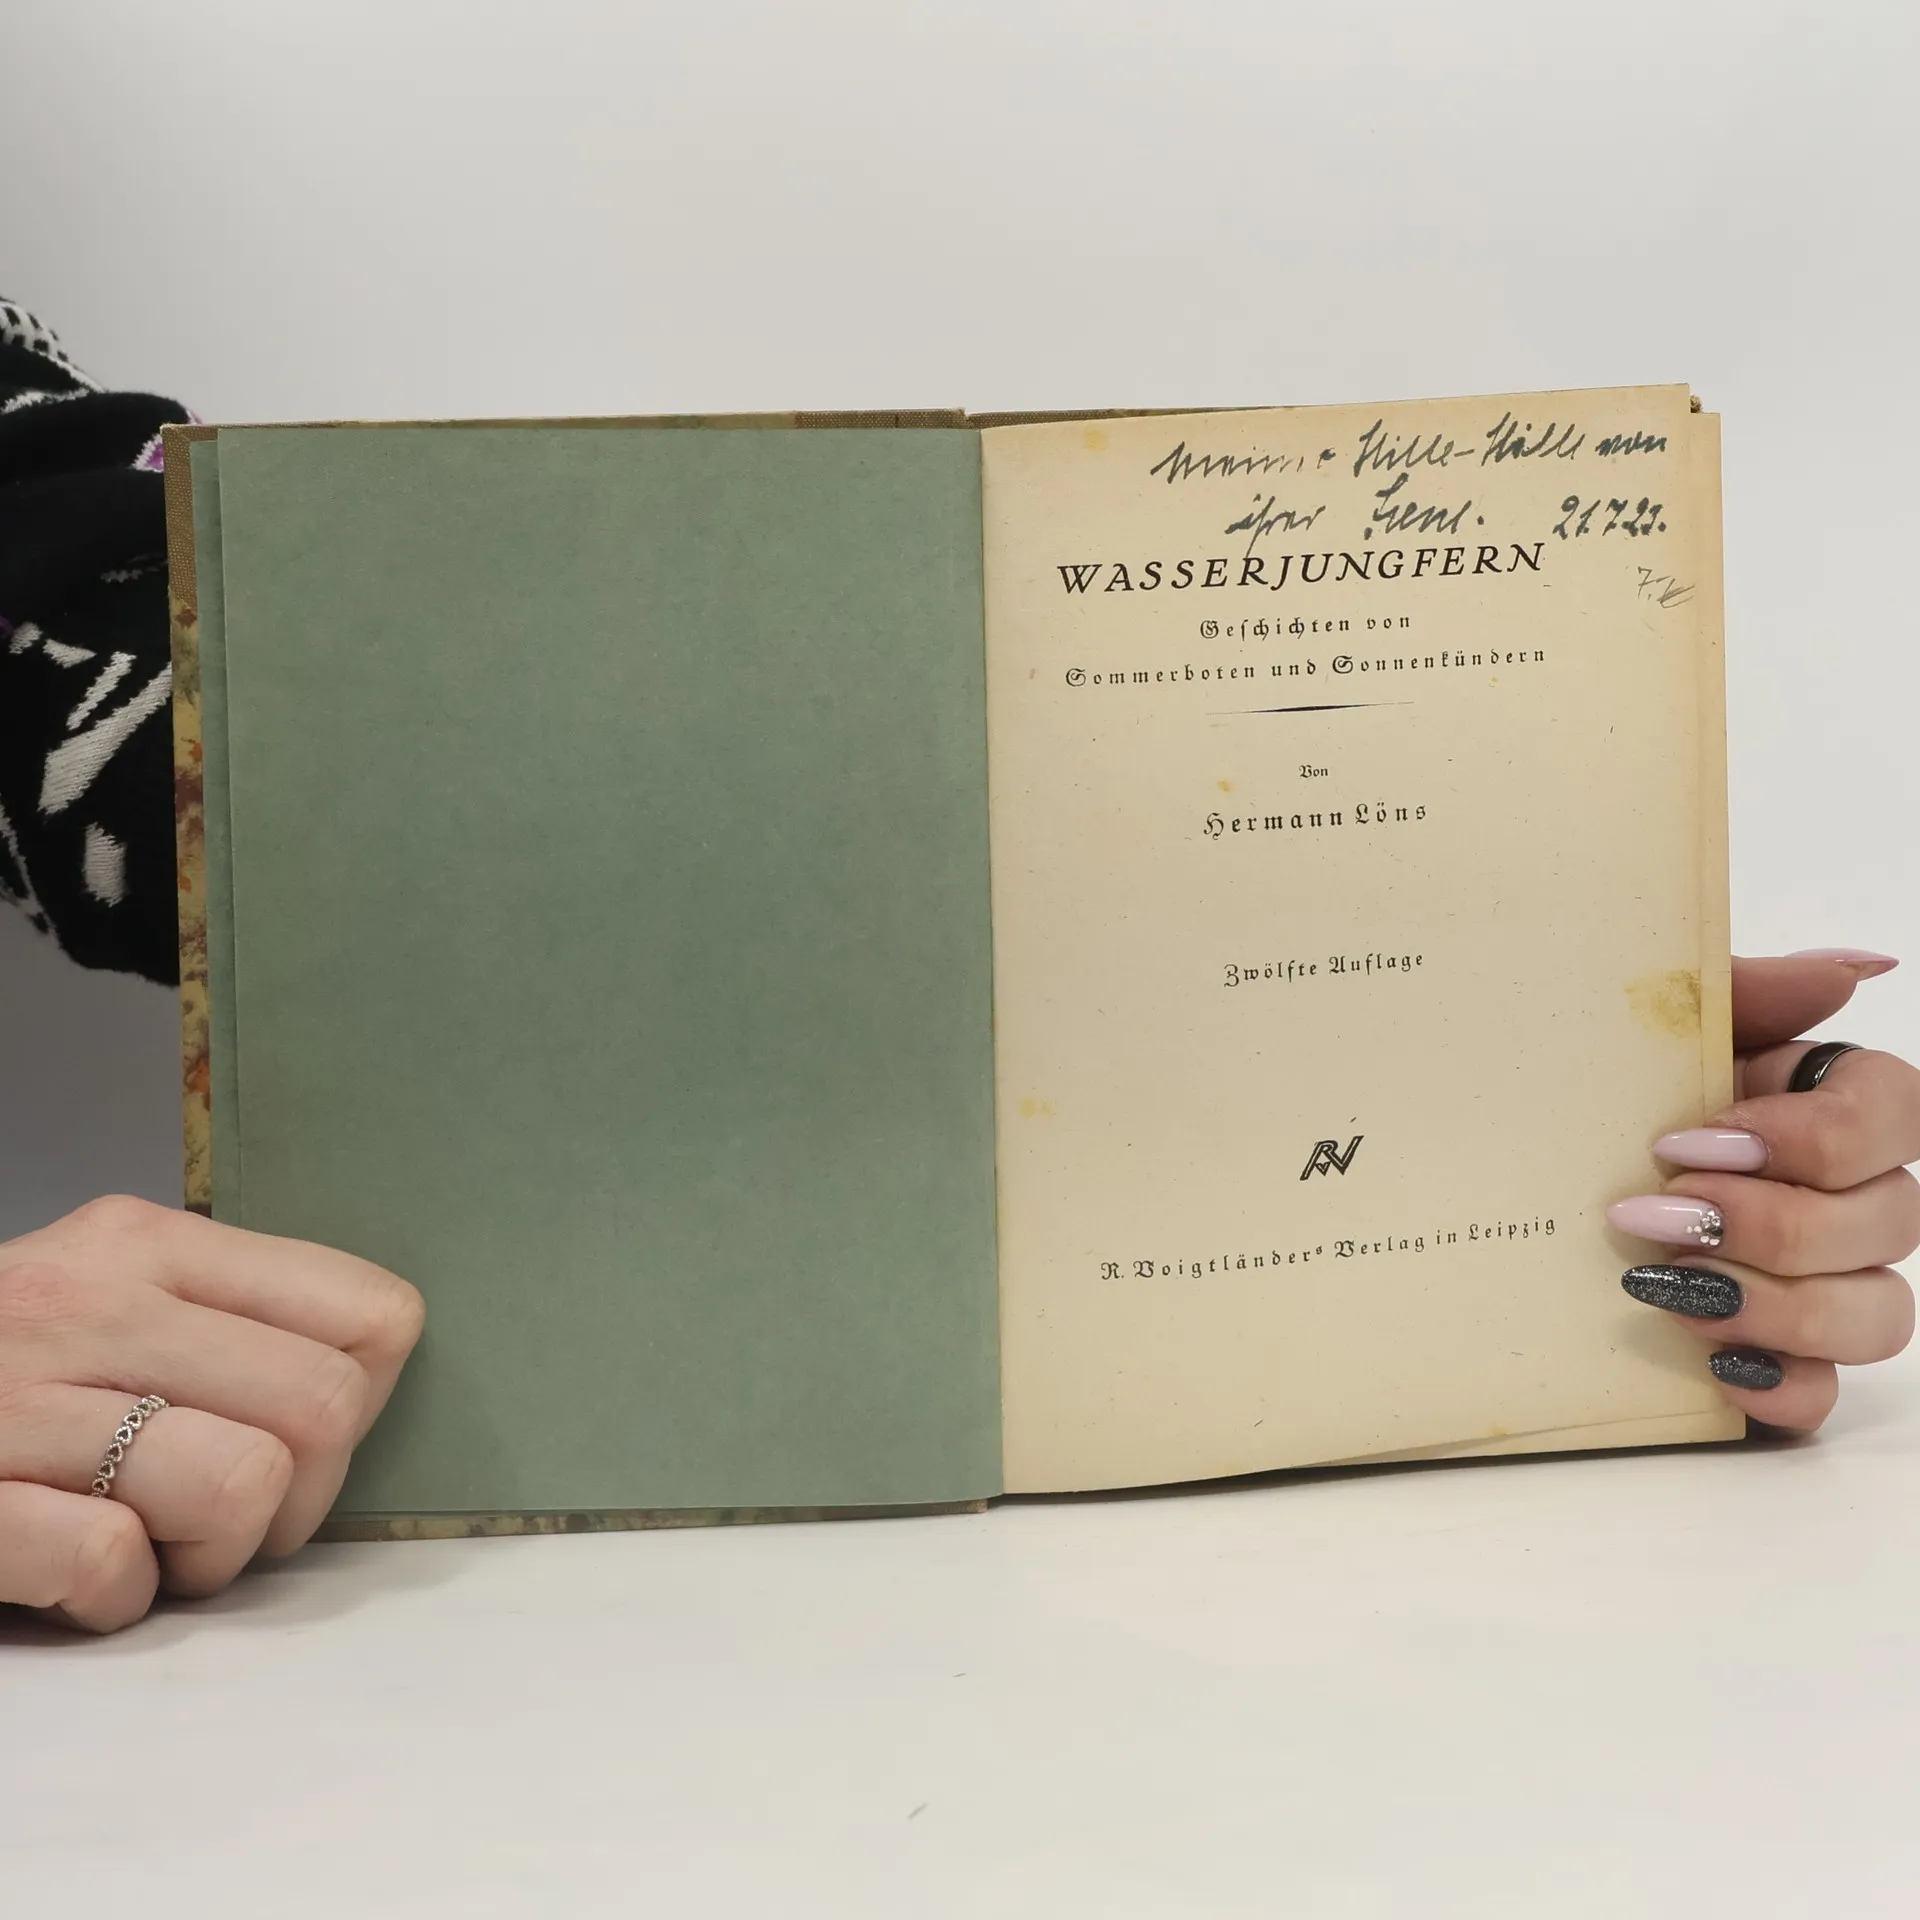 Meine Hille-Hille von
ihrer 21.7.23.
WASSERJUNGFERN
Geschichten von
Sommerboten und Sonnenkündern
Von
Hermann Löns
Zwölfte Auflage
RV
R. Voigtländers Verlag in Leipzig